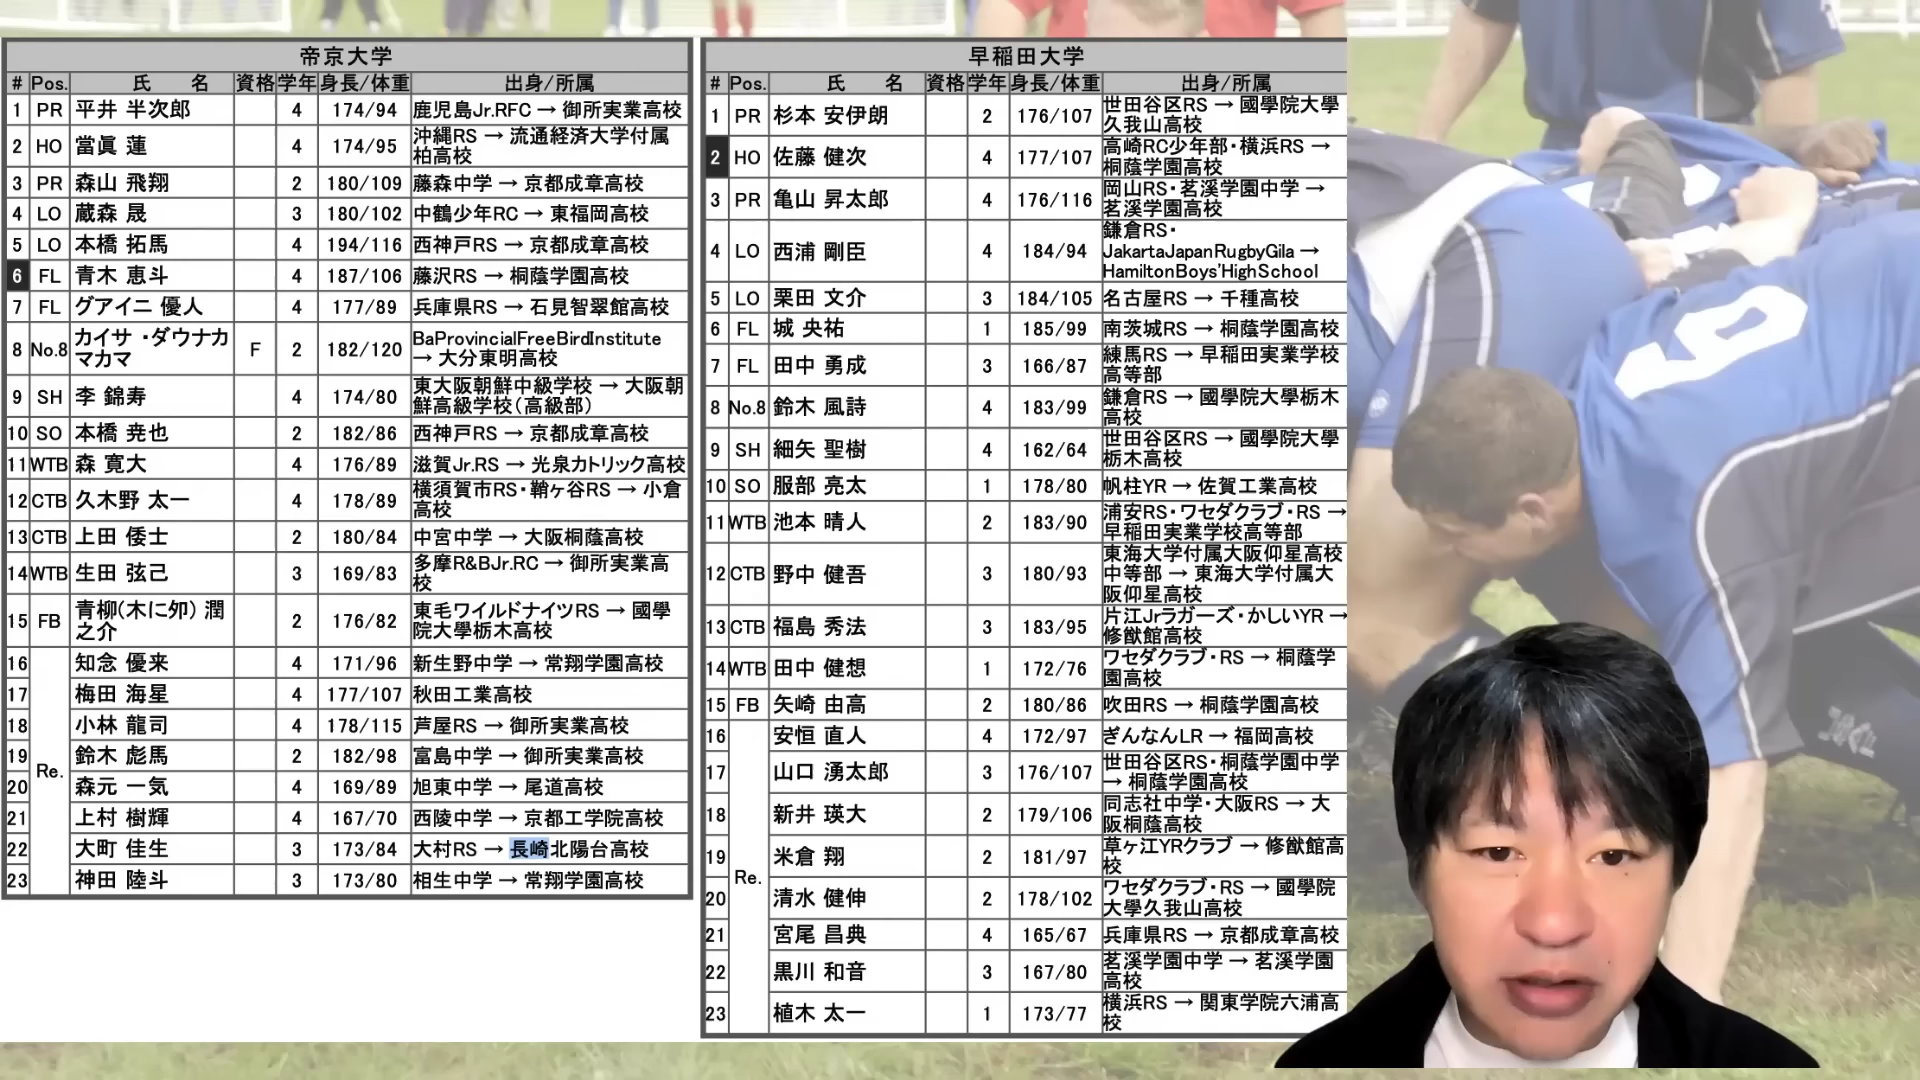 帝京大学
# Pos. 氏 名 資格 学年 身長/体重 出身/所属
1 PR 平井 半次郎 4 174/94 鹿児島Jr.RFC → 御所実業高校
2 HO 當眞 蓮 4 174/95 沖縄RS → 流通経済大学付属
柏高校
3 PR 森山 飛翔 2 180/109 藤森中学 → 京都成章高校
4 LO 蔵森 晟 3 180/102 中鶴少年RC → 東福岡高校
5 LO 本橋 拓馬 4 194/116 西神戸RS → 京都成章高校
6 FL 青木 恵斗 4 187/106 藤沢RS → 桐蔭学園高校
7 FL グアイニ 優人 4 177/89 兵庫県RS → 石見智翠館高校
8 No.8 カイサ ・ダウナカ
マカマ F 2 182/120 BaProvincialFreeBirdInstitute
→ 大分東明高校
9 SH 李 錦寿 4 174/80 東大阪朝鮮中級学校 → 大阪朝
鮮高級学校(高級部)
10 SO 本橋 尭也 2 182/86 西神戸RS → 京都成章高校
11 WTB 森 寛大 4 176/89 滋賀Jr.RS → 光泉カトリック高校
12 CTB 久木野 太一 4 178/89 横須賀市RS・鞘ヶ谷RS → 小倉
高校
13 CTB 上田 倭士 2 180/84 中宮中学 → 大阪桐蔭高校
14 WTB 生田 弦己 3 169/83 多摩R&BJr.RC → 御所実業高
校
15 FB 青柳(木に夘) 潤
之介 2 176/82 東毛ワイルドナイツRS → 國學
院大學栃木高校
Re.
16 知念 優来 4 171/96 新生野中学 → 常翔学園高校
17 梅田 海星 4 177/107 秋田工業高校
18 小林 龍司 4 178/115 芦屋RS → 御所実業高校
19 鈴木 彪馬 2 182/98 富島中学 → 御所実業高校
20 森元 一気 4 169/89 旭東中学 → 尾道高校
21 上村 樹輝 4 167/70 西陵中学 → 京都工学院高校
22 大町 佳生 3 173/84 大村RS → 長崎北陽台高校
23 神田 陸斗 3 173/80 相生中学 → 常翔学園高校
早稲田大学
# Pos. 氏 名 資格 学年 身長/体重 出身/所属
1 PR 杉本 安伊朗 2 176/107 世田谷区RS → 國學院大學
久我山高校
2 HO 佐藤 健次 4 177/107 高崎RC少年部・横浜RS →
桐蔭学園高校
3 PR 亀山 昇太郎 4 176/116 岡山RS・茗溪学園中学 →
茗溪学園高校
4 LO 西浦 剛臣 4 184/94 鎌倉RS・
JakartaJapanRugbyGila →
HamiltonBoys'HighSchool
5 LO 栗田 文介 3 184/105 名古屋RS → 千種高校
6 FL 城 央祐 1 185/99 南茨城RS → 桐蔭学園高校
7 FL 田中 勇成 3 166/87 練馬RS → 早稲田実業学校
高等部
8 No.8 鈴木 風詩 4 183/99 鎌倉RS → 國學院大學栃木
高校
9 SH 細矢 聖樹 4 162/64 世田谷区RS → 國學院大學
栃木高校
10 SO 服部 亮太 1 178/80 帆柱YR → 佐賀工業高校
11 WTB 池本 晴人 2 183/90 浦安RS・ワセダクラブ・RS →
早稲田実業学校高等部
12 CTB 野中 健吾 3 180/93 東海大学付属大阪仰星高校
中等部 → 東海大学付属大
阪仰星高校
13 CTB 福島 秀法 3 183/95 片江Jrラガーズ・かしいYR →
修猷館高校
14 WTB 田中 健想 1 172/76 ワセダクラブ・RS → 桐蔭学
園高校
15 FB 矢崎 由高 2 180/86 吹田RS → 桐蔭学園高校
Re.
16 安恒 直人 4 172/97 ぎんなんLR → 福岡高校
17 山口 湧太郎 3 176/107 世田谷区RS・桐蔭学園中学
→ 桐蔭学園高校
18 新井 瑛大 2 179/106 同志社中学・大阪RS → 大
阪桐蔭高校
19 米倉 翔 2 181/97 草ヶ江YRクラブ → 修猷館高
校
20 清水 健伸 2 178/102 ワセダクラブ・RS → 國學院
大學久我山高校
21 宮尾 昌典 4 165/67 兵庫県RS → 京都成章高校
22 黒川 和音 3 167/80 茗溪学園中学 → 茗溪学園
高校
23 植木 太一 1 173/77 横浜RS → 関東学院六浦高
校